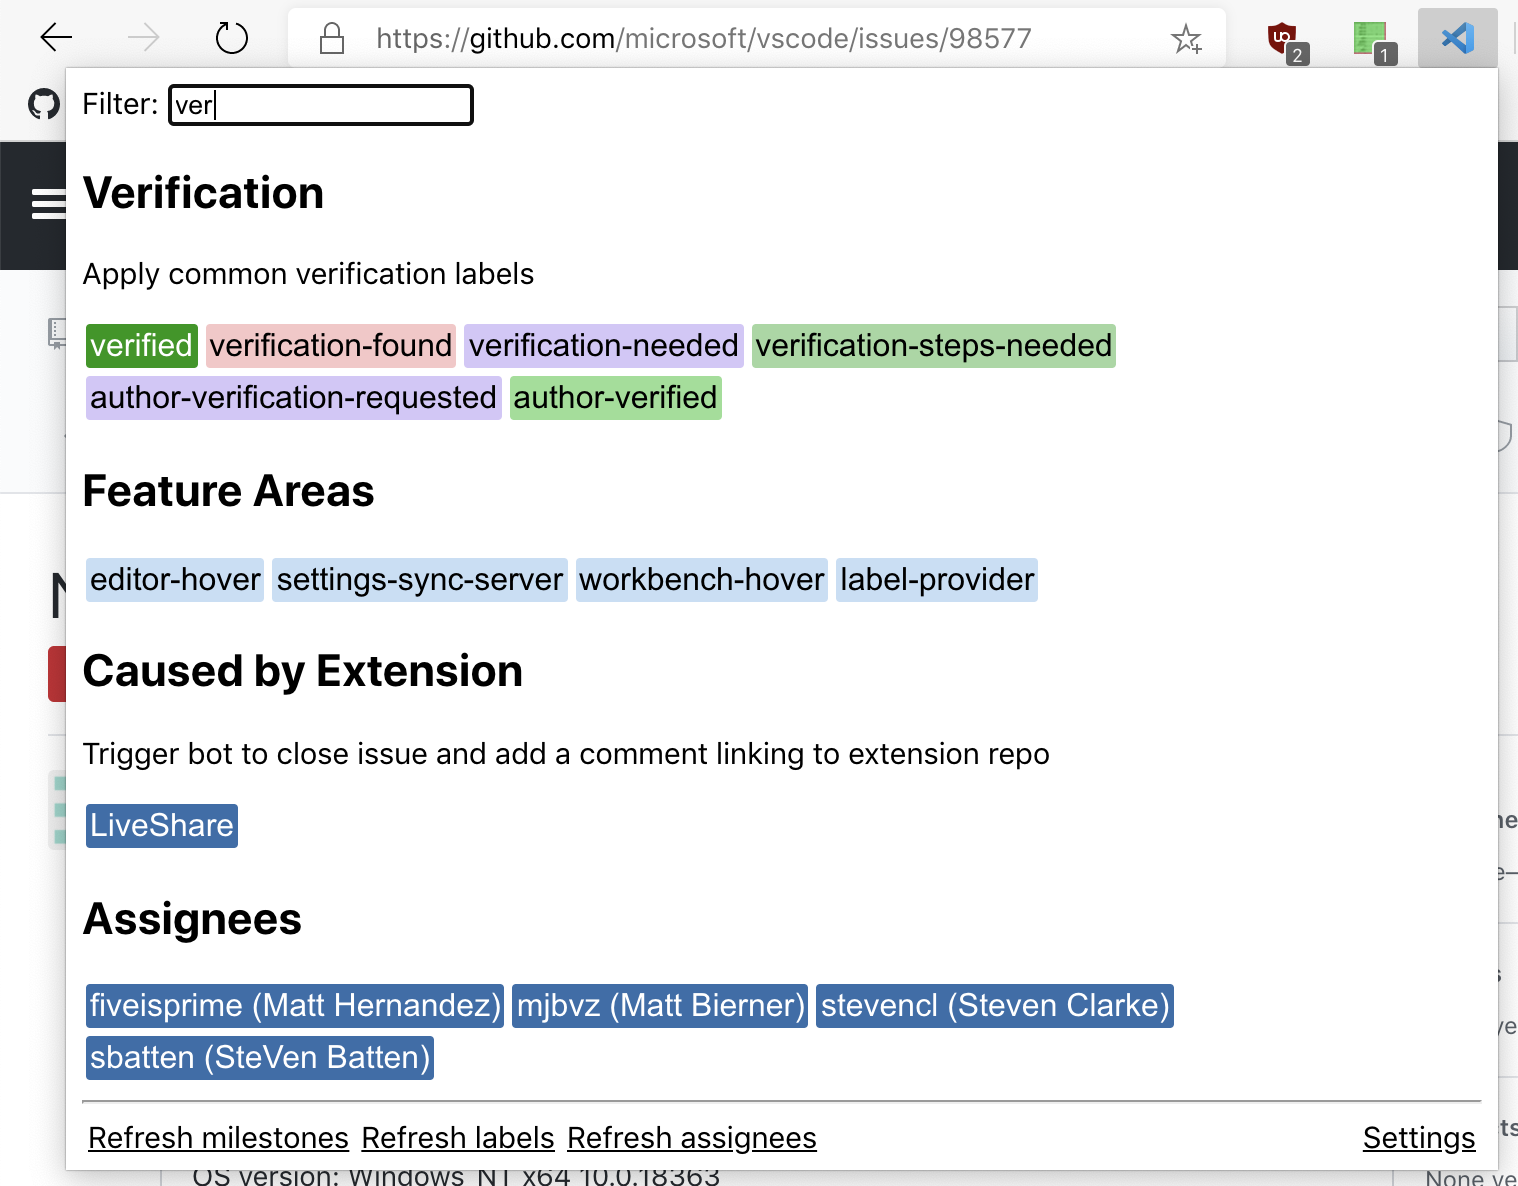 https://github.com/microsoft/vscode/issues/98577
2
1
Filter: ver
Verification
Apply common verification labels
verified verification-found verification-needed verification-steps-needed
author-verification-requested author-verified
Feature Areas
editor-hover settings-sync-server workbench-hover label-provider
Caused by Extension
Trigger bot to close issue and add a comment linking to extension repo
LiveShare
Assignees
fiveisprime (Matt Hernandez) mjbvz (Matt Bierner) stevencl (Steven Clarke)
sbatten (SteVen Batten)
Refresh milestones Refresh labels Refresh assignees Settings
OS version: Windows_NT x64 10.0.18363
None ye